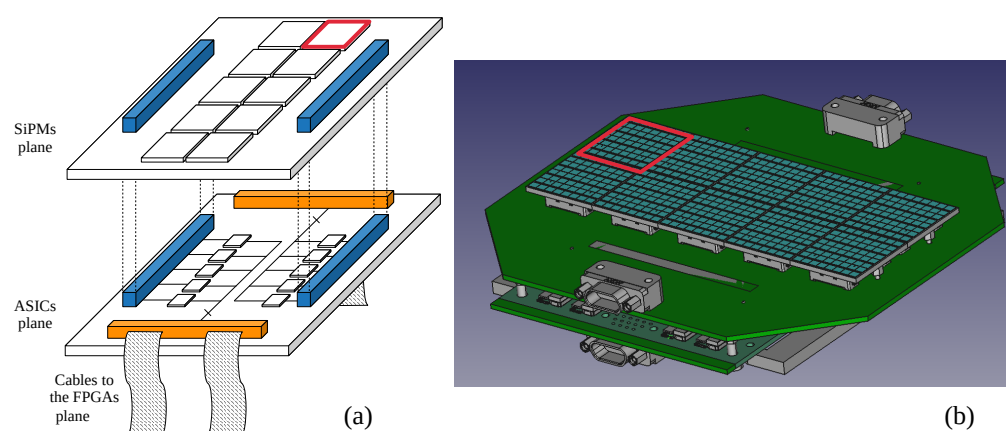 SiPMs
plane
ASICs
plane
Cables to
the FPGAs
plane
(a)
(b)